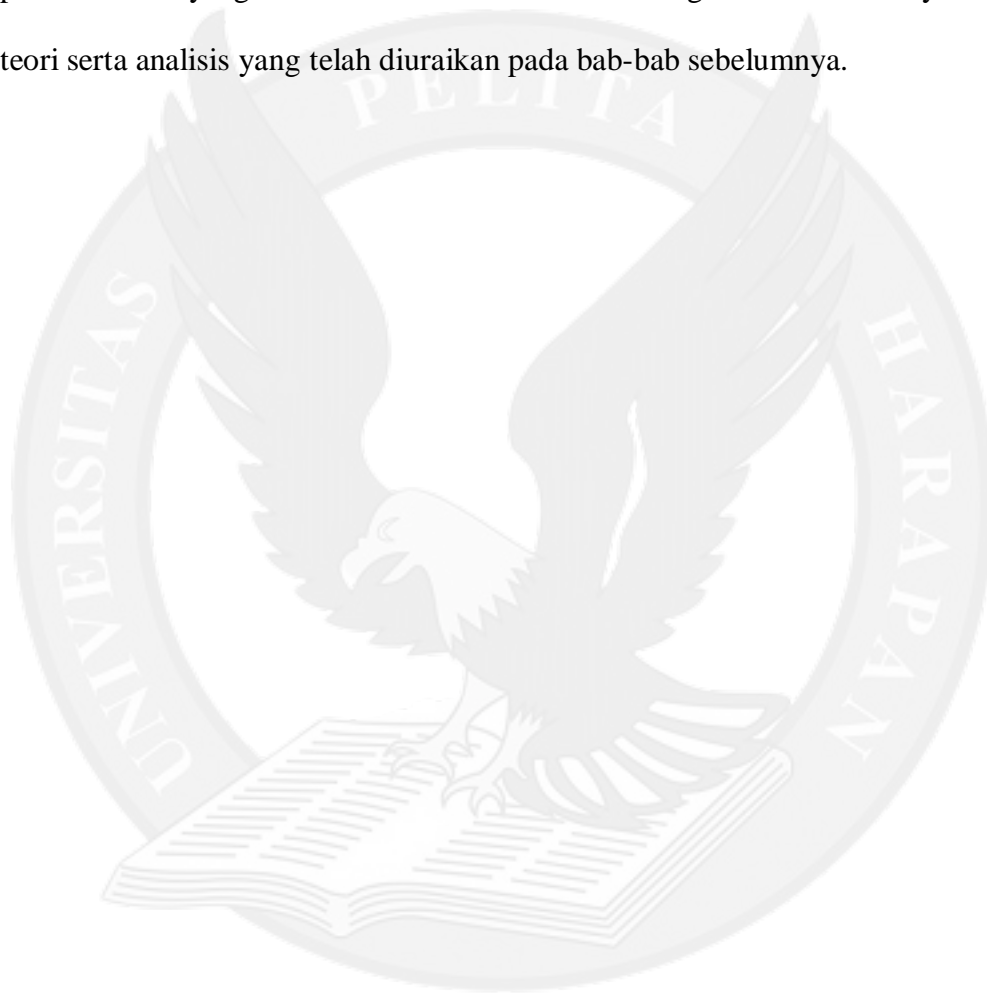 teori serta analisis yang telah diuraikan pada bab-bab sebelumnya.
PELITA
UNIVERSITAS
HARAPAN